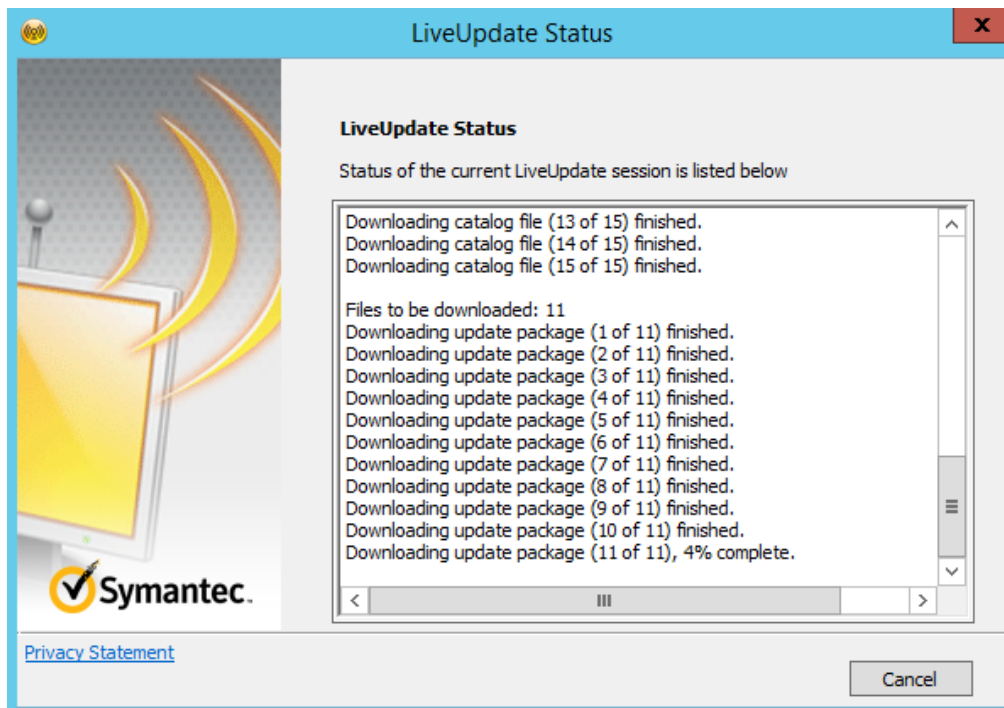 LiveUpdate Status
LiveUpdate Status
Status of the current LiveUpdate session is listed below
Downloading catalog file (13 of 15) finished.
Downloading catalog file (14 of 15) finished.
Downloading catalog file (15 of 15) finished.
Files to be downloaded: 11
Downloading update package (1 of 11) finished.
Downloading update package (2 of 11) finished.
Downloading update package (3 of 11) finished.
Downloading update package (4 of 11) finished.
Downloading update package (5 of 11) finished.
Downloading update package (6 of 11) finished.
Downloading update package (7 of 11) finished.
Downloading update package (8 of 11) finished.
Downloading update package (9 of 11) finished.
Downloading update package (10 of 11) finished.
Downloading update package (11 of 11), 4% complete.
Symantec.
Privacy Statement
Cancel